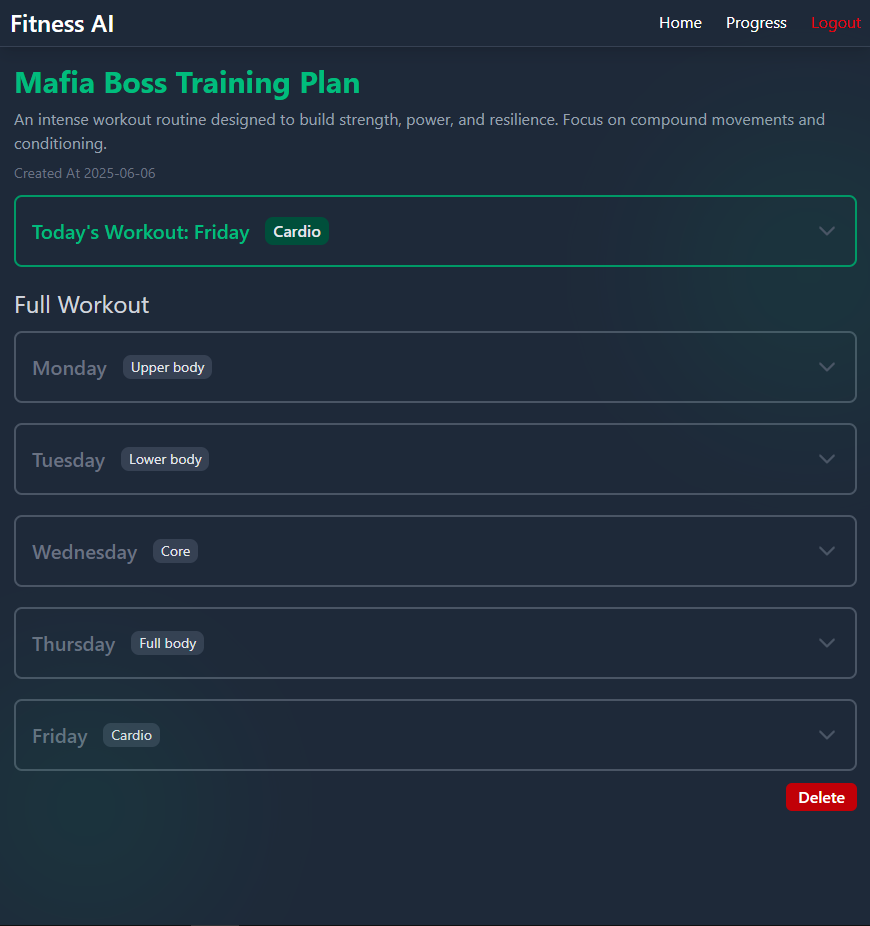 Fitness AI
Home Progress Logout
Mafia Boss Training Plan
An intense workout routine designed to build strength, power, and resilience. Focus on compound movements and
conditioning.
Created At 2025-06-06
Today's Workout: Friday Cardio
Full Workout
Monday Upper body
Tuesday Lower body
Wednesday Core
Thursday Full body
Friday Cardio
Delete